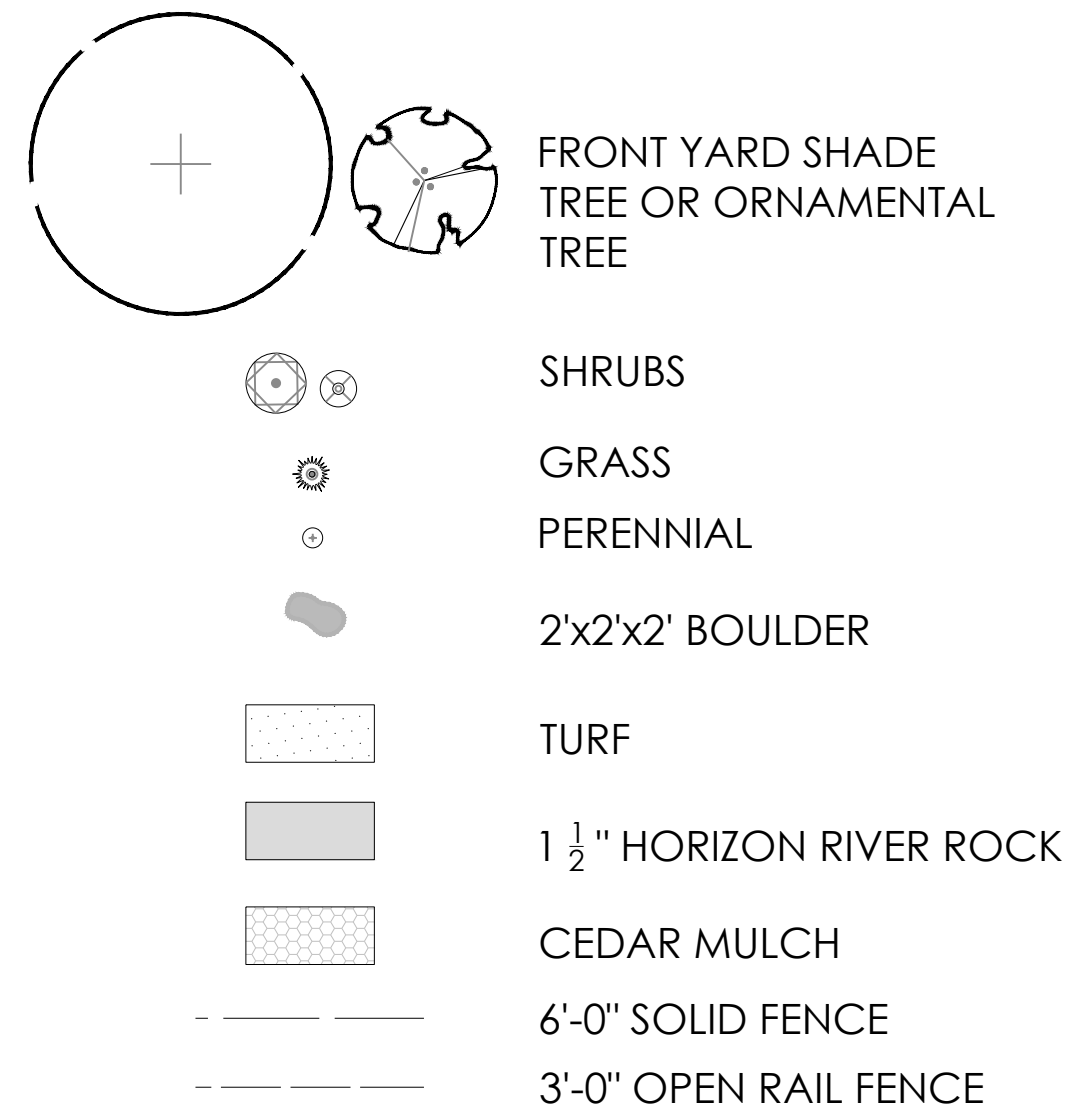 FRONT YARD SHADE
TREE OR ORNAMENTAL
TREE
SHRUBS
GRASS
PERENNIAL
2'x2'x2' BOULDER
TURF
1 1/2" HORIZON RIVER ROCK
CEDAR MULCH
6'-0" SOLID FENCE
3'-0" OPEN RAIL FENCE